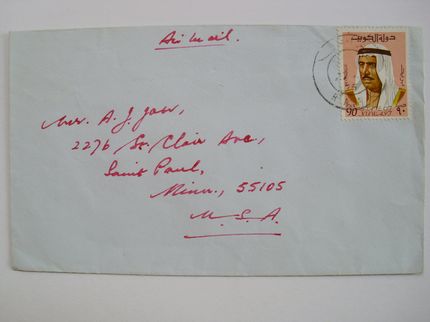 Air Mail.
دولة الكويت
90 ٩٠
Mrs. A. J. Jaw,
2276 St. Clair Ave.,
Saint Paul,
Minn., 55105
U.S.A.